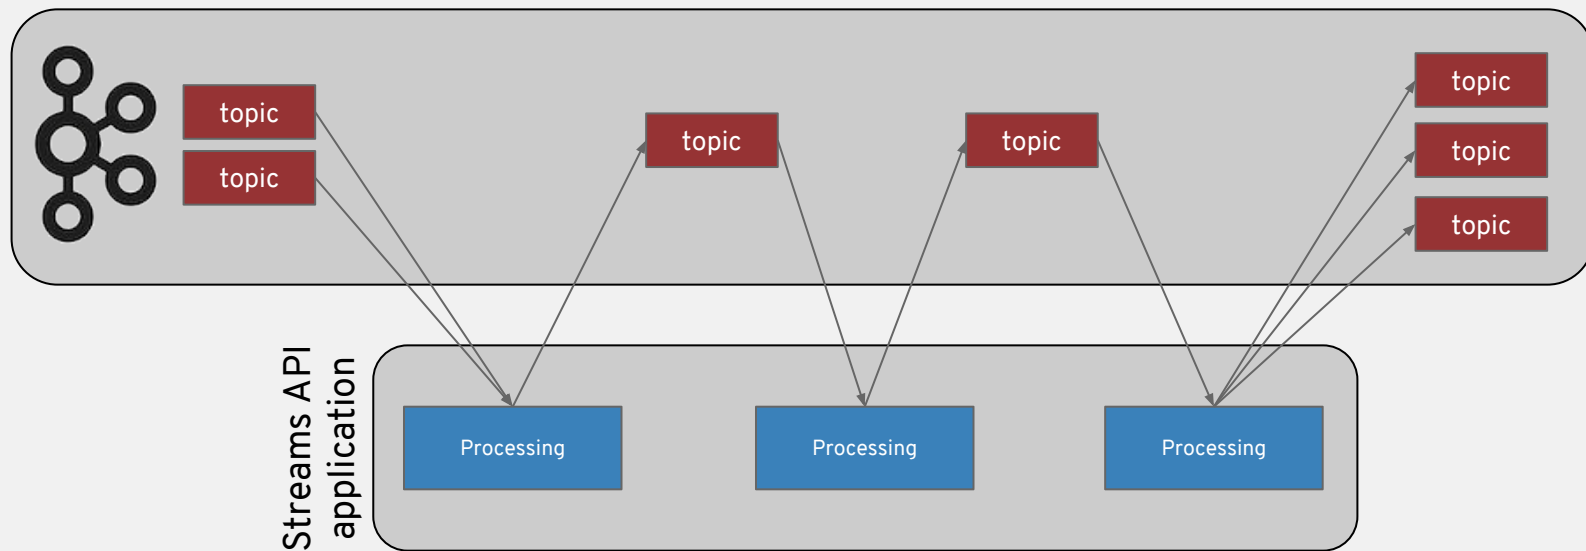 topic
topic
topic
topic
topic
topic
topic
Streams API
application
Processing
Processing
Processing